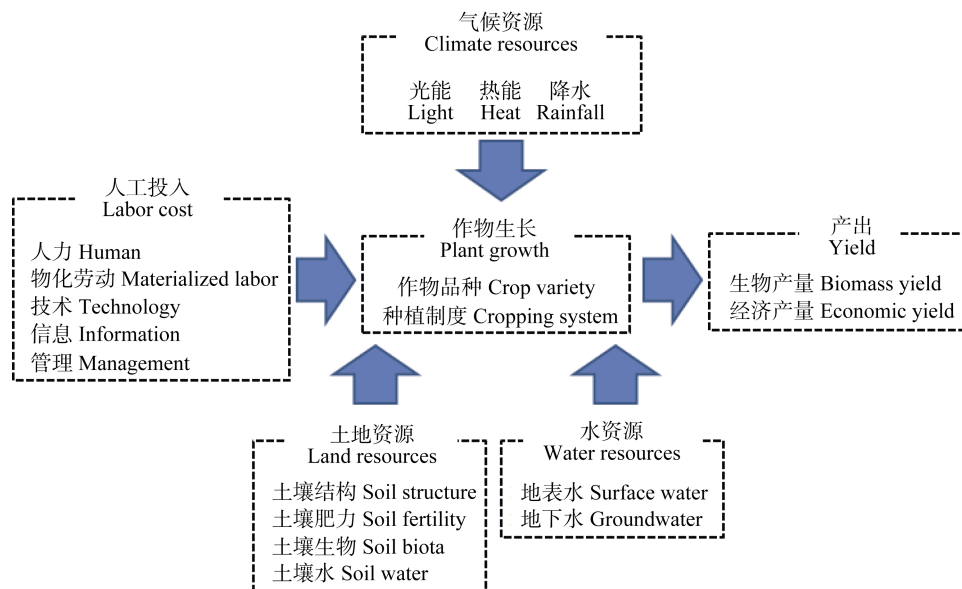 气候资源
Climate resources
光能 热能 降水
Light Heat Rainfall
人工投入
Labor cost
人力 Human
物化劳动 Materialized labor
技术 Technology
信息 Information
管理 Management
作物生长
Plant growth
作物品种 Crop variety
种植制度 Cropping system
产出
Yield
生物产量 Biomass yield
经济产量 Economic yield
土地资源
Land resources
土壤结构 Soil structure
土壤肥力 Soil fertility
土壤生物 Soil biota
土壤水 Soil water
水资源
Water resources
地表水 Surface water
地下水 Groundwater